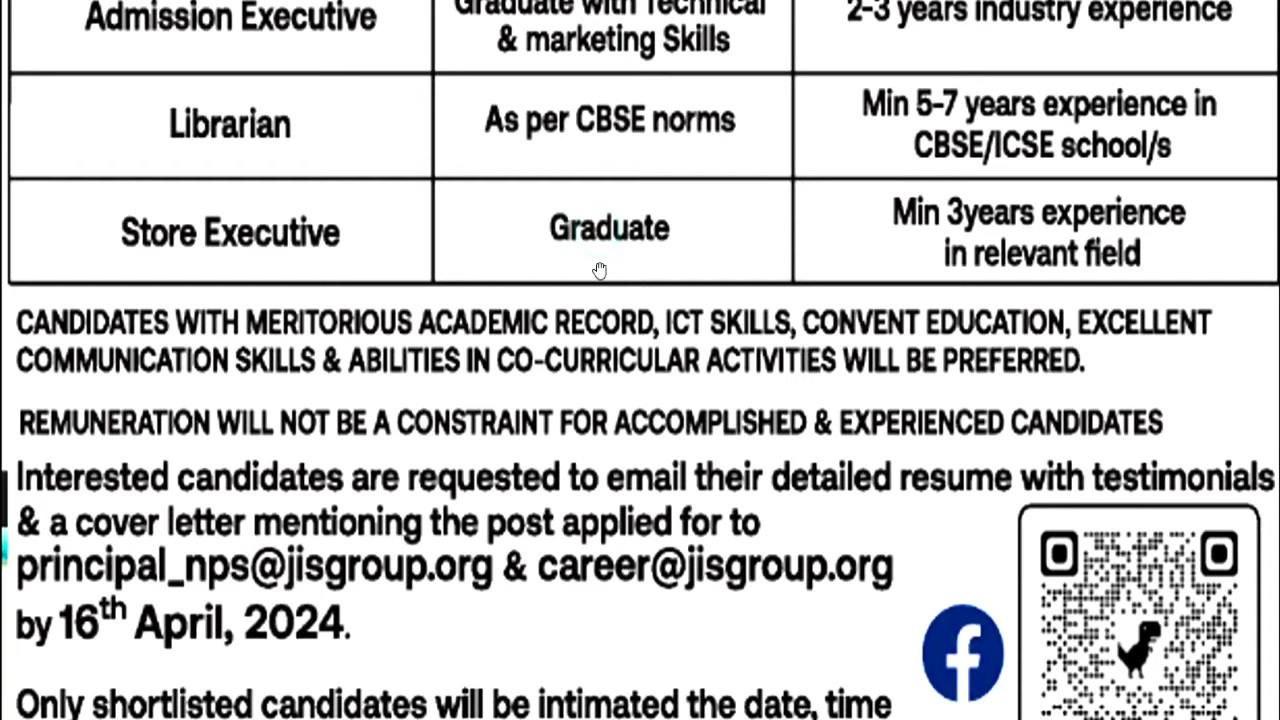 Admission Executive
Graduate with Technical
& marketing Skills
2-3 years industry experience
Librarian
As per CBSE norms
Min 5-7 years experience in
CBSE/ICSE school/s
Store Executive
Graduate
Min 3years experience
in relevant field
CANDIDATES WITH MERITORIOUS ACADEMIC RECORD, ICT SKILLS, CONVENT EDUCATION, EXCELLENT
COMMUNICATION SKILLS & ABILITIES IN CO-CURRICULAR ACTIVITIES WILL BE PREFERRED.
REMUNERATION WILL NOT BE A CONSTRAINT FOR ACCOMPLISHED & EXPERIENCED CANDIDATES
Interested candidates are requested to email their detailed resume with testimonials
& a cover letter mentioning the post applied for to
principal_nps@jisgroup.org & career@jisgroup.org
by 16th April, 2024.
Only shortlisted candidates will be intimated the date, time